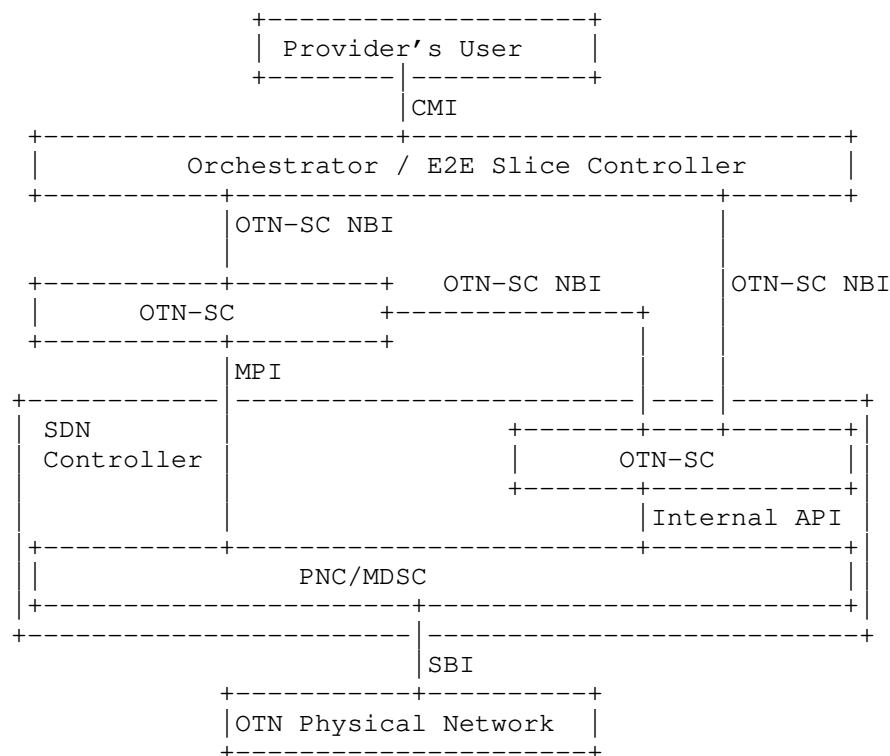 Provider's User
CMI
Orchestrator / E2E Slice Controller
OTN-SC NBI
OTN-SC NBI OTN-SC NBI
OTN-SC
MPI
SDN
Controller OTN-SC
Internal API
PNC/MDSC
SBI
OTN Physical Network